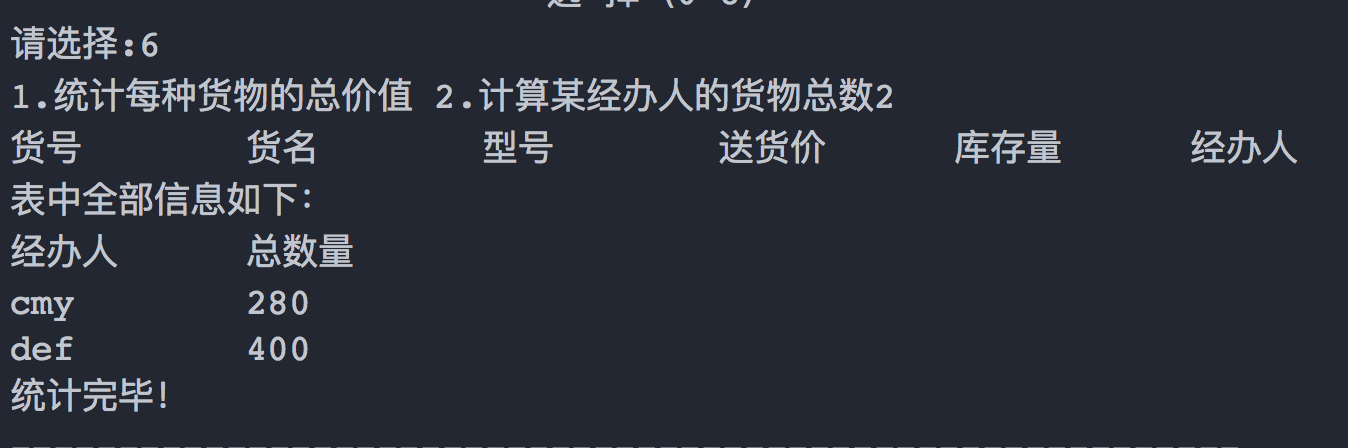 请选择:6
1.统计每种货物的总价值 2.计算某经办人的货物总数2
货号 货名 型号 送货价 库存量 经办人
表中全部信息如下:
经办人 总数量
cmy 280
def 400
统计完毕!